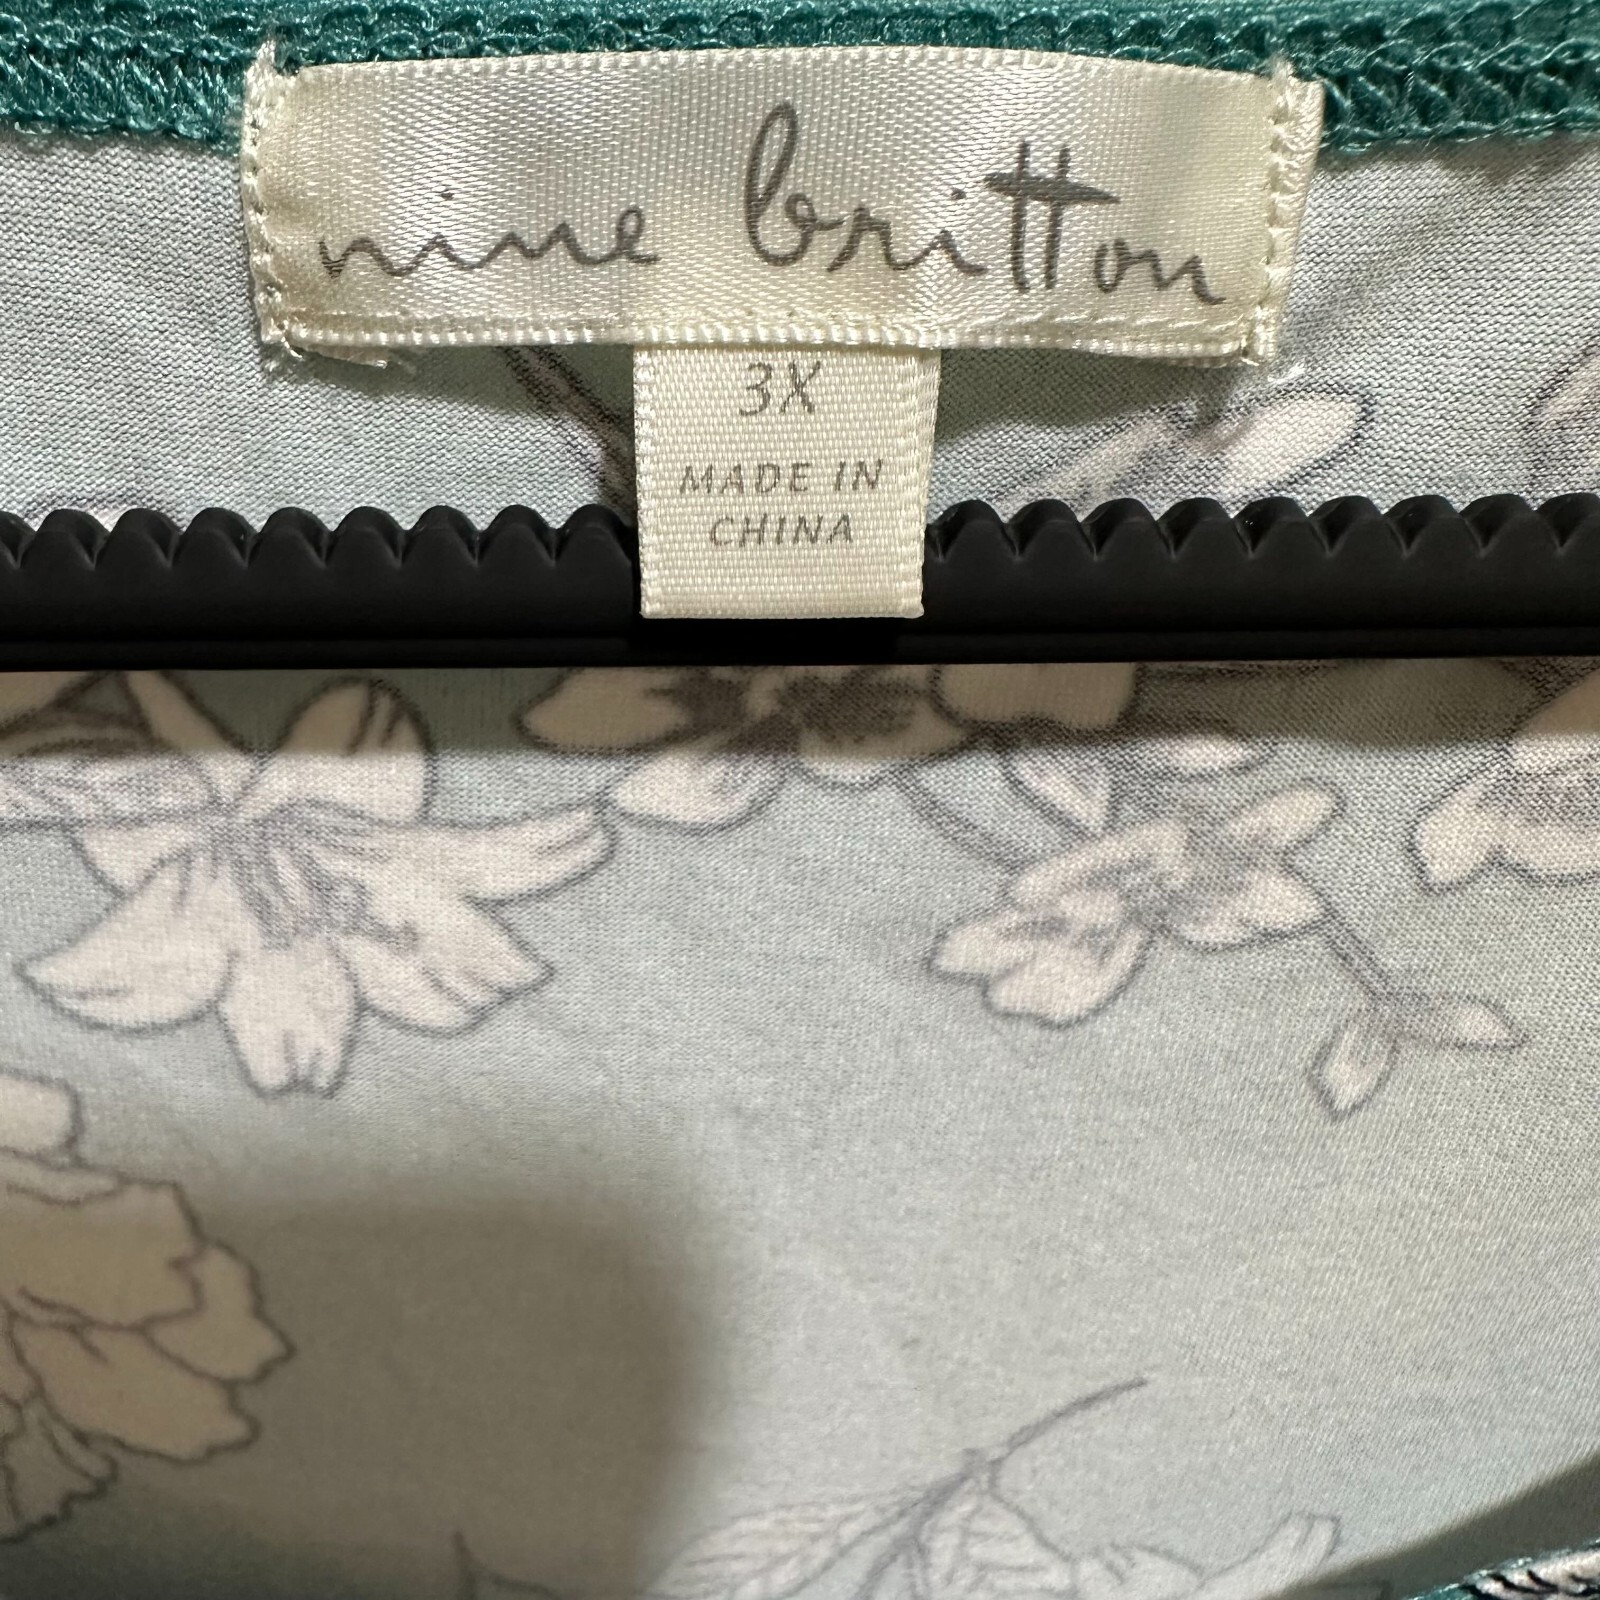 nine britton
3X
MADE IN
CHINA